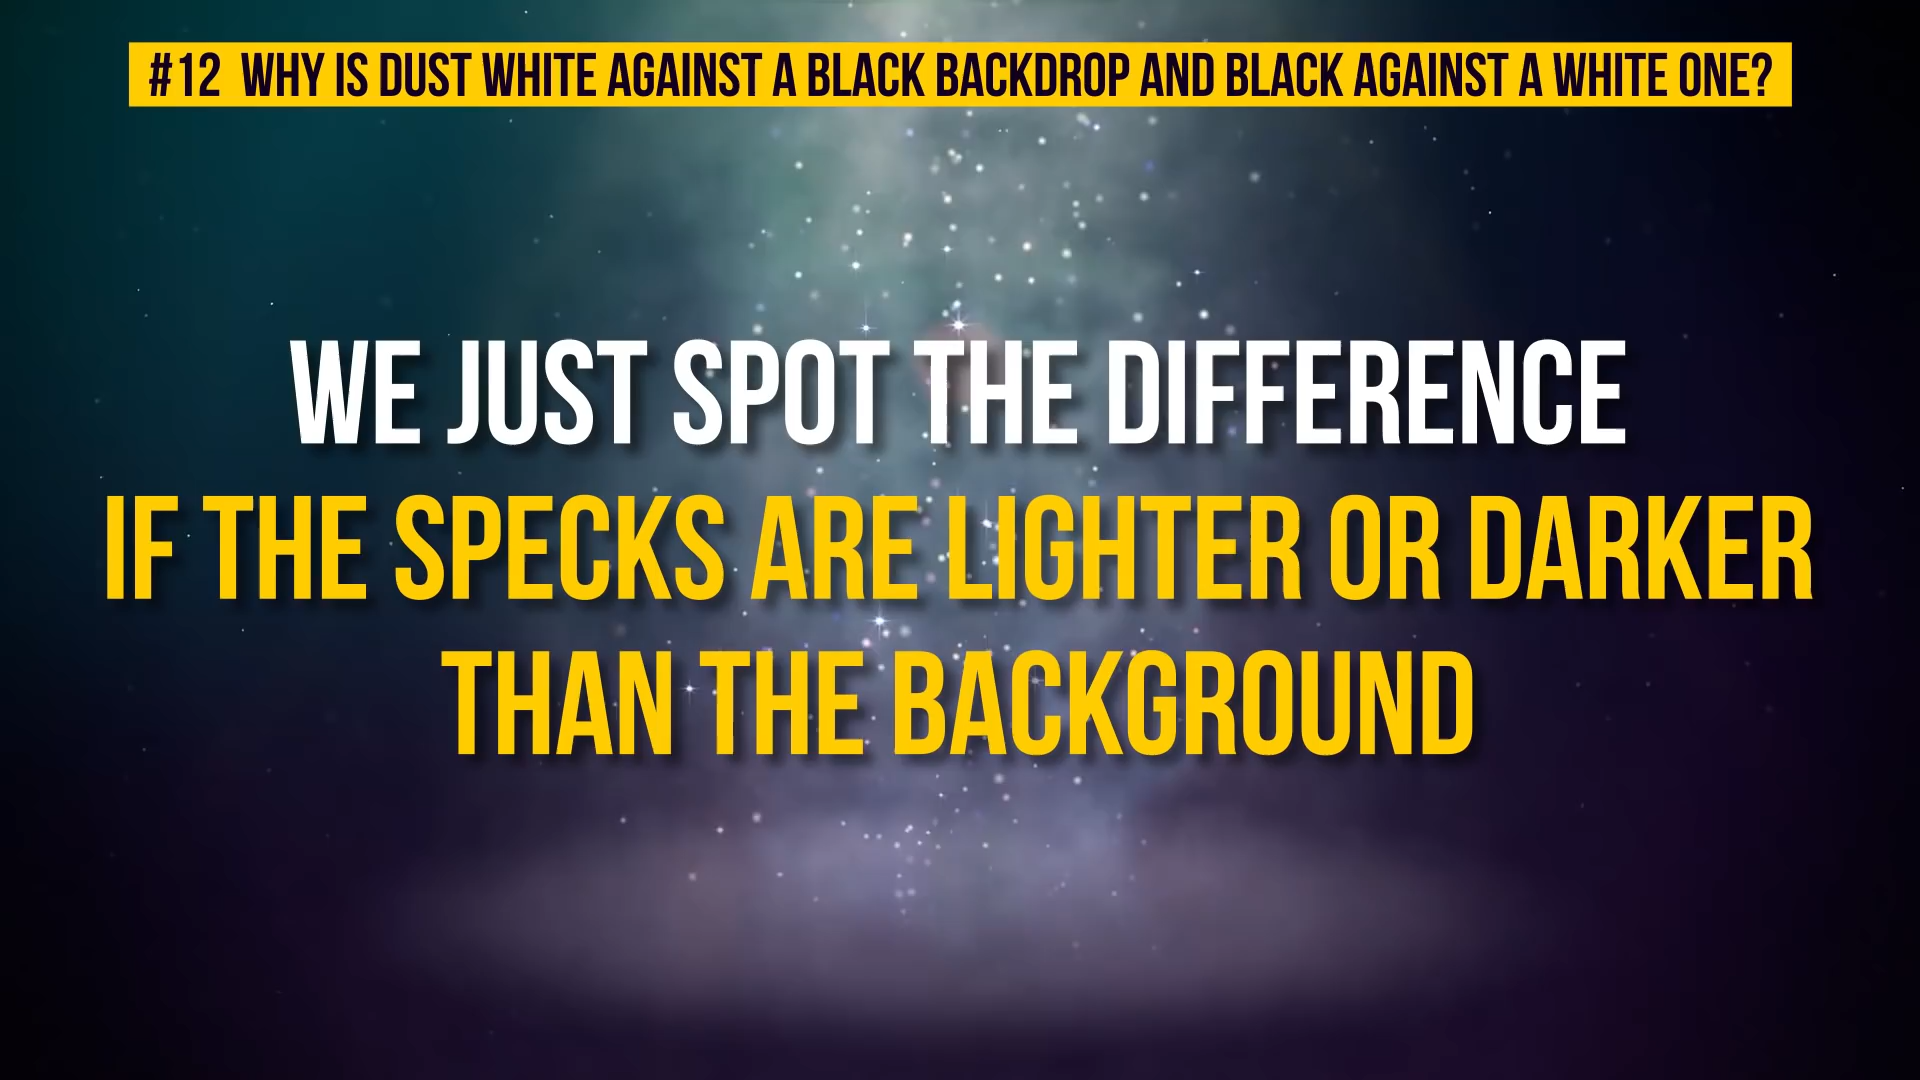 #12 WHY IS DUST WHITE AGAINST A BLACK BACKDROP AND BLACK AGAINST A WHITE ONE?
WE JUST SPOT THE DIFFERENCE
IF THE SPECKS ARE LIGHTER OR DARKER
THAN THE BACKGROUND